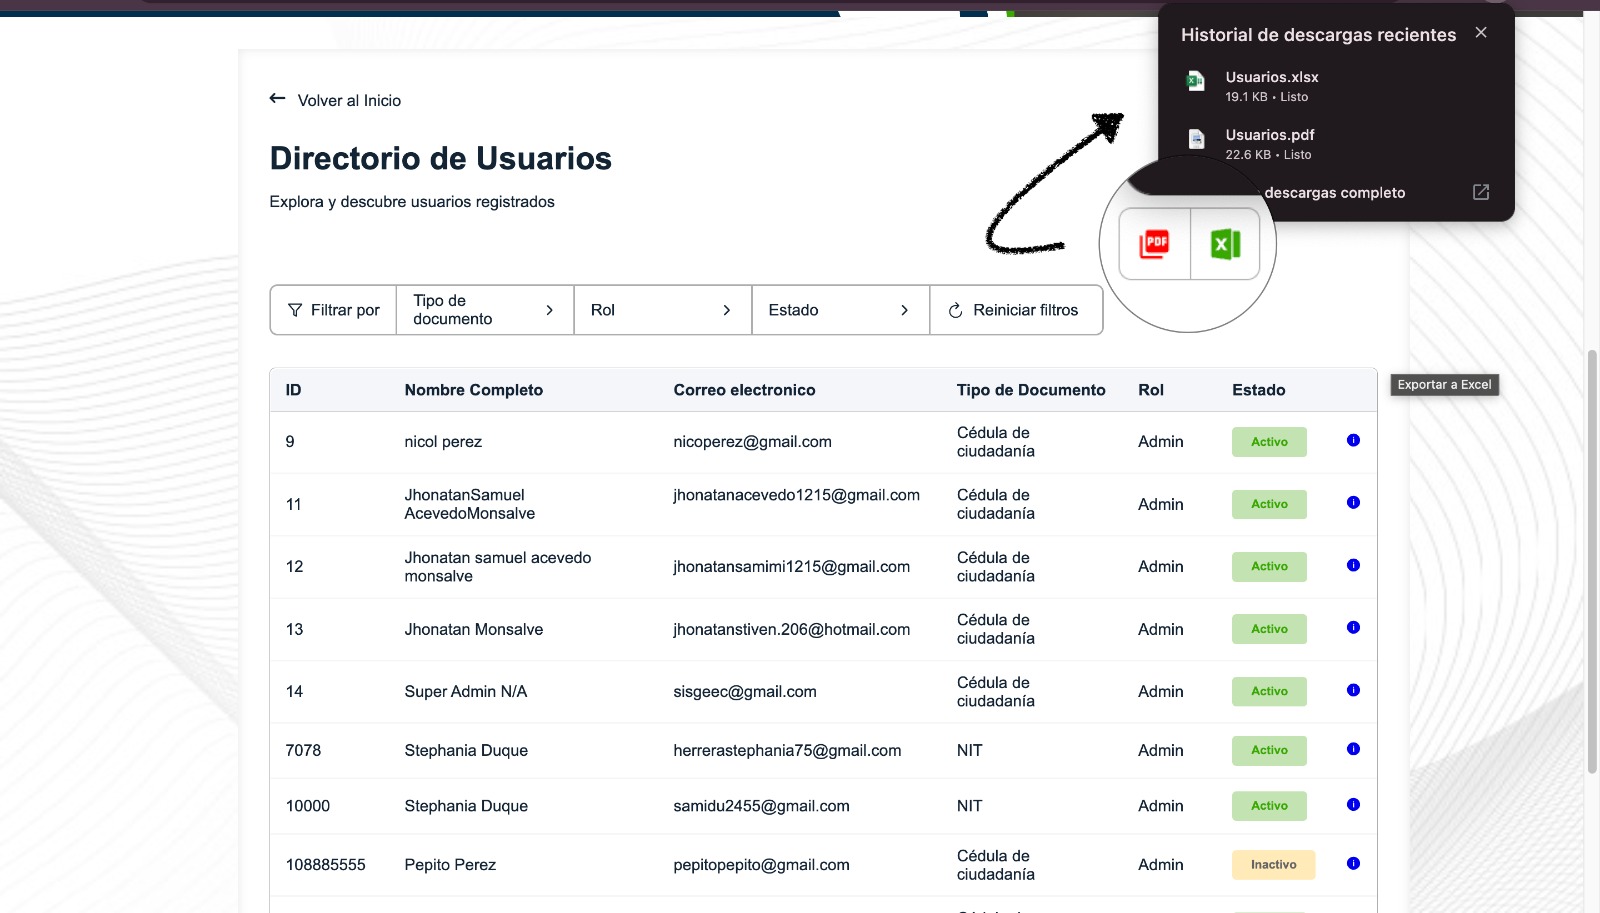 Historial de descargas recientes
Usuarios.xlsx
19.1 KB • Listo
Usuarios.pdf
22.6 KB • Listo
descargas completo
Volver al Inicio
Directorio de Usuarios
Explora y descubre usuarios registrados
PDF
X
Filtrar por
Tipo de
documento
Rol
Estado
Reiniciar filtros
Exportar a Excel
ID Nombre Completo Correo electronico Tipo de Documento Rol Estado
9 nicol perez nicoperez@gmail.com Cédula de
ciudadanía Admin Activo
11 JhonatanSamuel
AcevedoMonsalve jhonatanacevedo1215@gmail.com Cédula de
ciudadanía Admin Activo
12 Jhonatan samuel acevedo
monsalve jhonatansamimi1215@gmail.com Cédula de
ciudadanía Admin Activo
13 Jhonatan Monsalve jhonatanstiven.206@hotmail.com Cédula de
ciudadanía Admin Activo
14 Super Admin N/A sisgeec@gmail.com Cédula de
ciudadanía Admin Activo
7078 Stephania Duque herrerastephania75@gmail.com NIT Admin Activo
10000 Stephania Duque samidu2455@gmail.com NIT Admin Activo
108885555 Pepito Perez pepitopepito@gmail.com Cédula de
ciudadanía Admin Inactivo